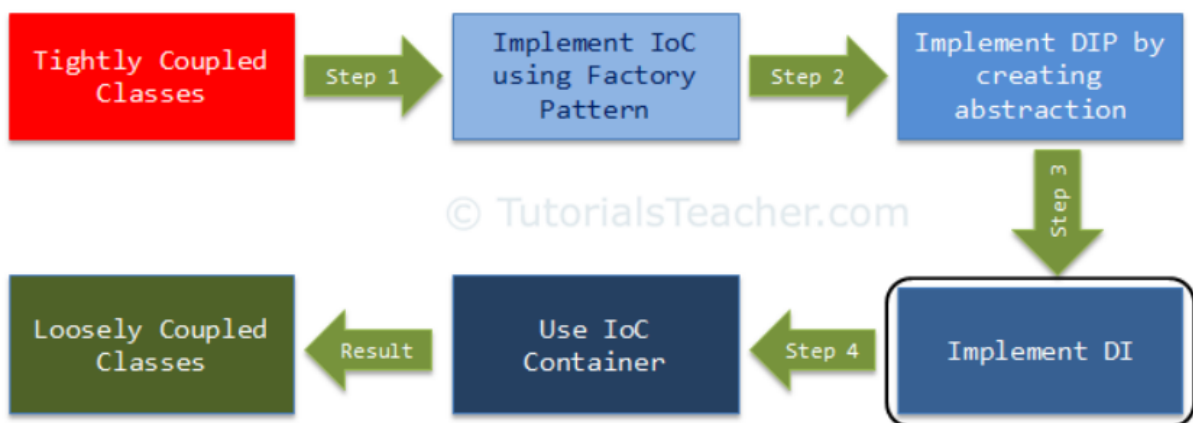 Tightly Coupled
Classes
Step 1
Implement IoC
using Factory
Pattern
Step 2
Implement DIP by
creating
abstraction
Step 3
© TutorialsTeacher.com
Implement DI
Step 4
Use IoC
Container
Result
Loosely Coupled
Classes